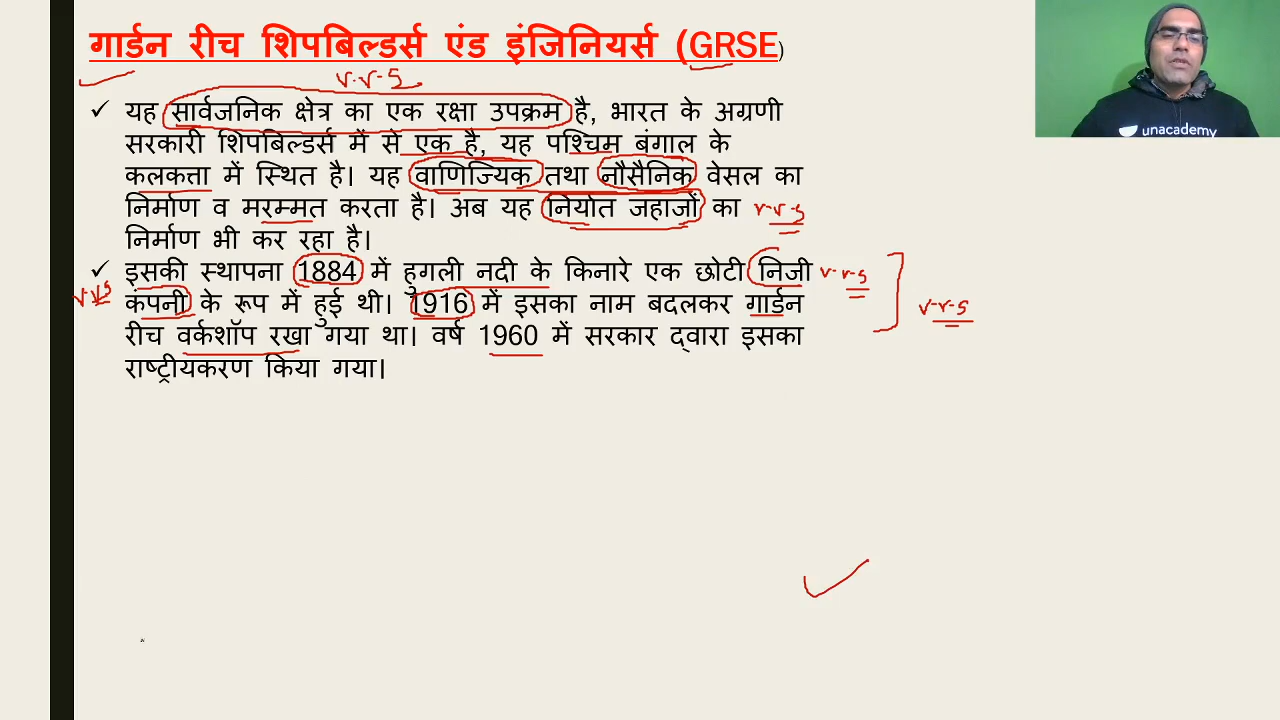 गार्डन रीच शिपबिल्डर्स एंड इंजिनियर्स (GRSE)
v-v-s
✓ यह सार्वजनिक क्षेत्र का एक रक्षा उपक्रम है, भारत के अग्रणी
सरकारी शिपबिल्डर्स में से एक है, यह पश्चिम बंगाल के
कलकत्ता में स्थित है। यह वाणिज्यिक तथा नौसैनिक वेसल का
निर्माण व मरम्मत करता है। अब यह नियोत जहाजों का v-v-s
निर्माण भी कर रहा है।
✓ इसकी स्थापना 1884 में हुगली नदी के किनारे एक छोटी निजी v-v-s
v-vs कंपनी के रूप में हुई थी। 1916 में इसका नाम बदलकर गार्डन v-v-s
रीच वर्कशॉप रखा गया था। वर्ष 1960 में सरकार द्वारा इसका
राष्ट्रीयकरण किया गया।
unacademy